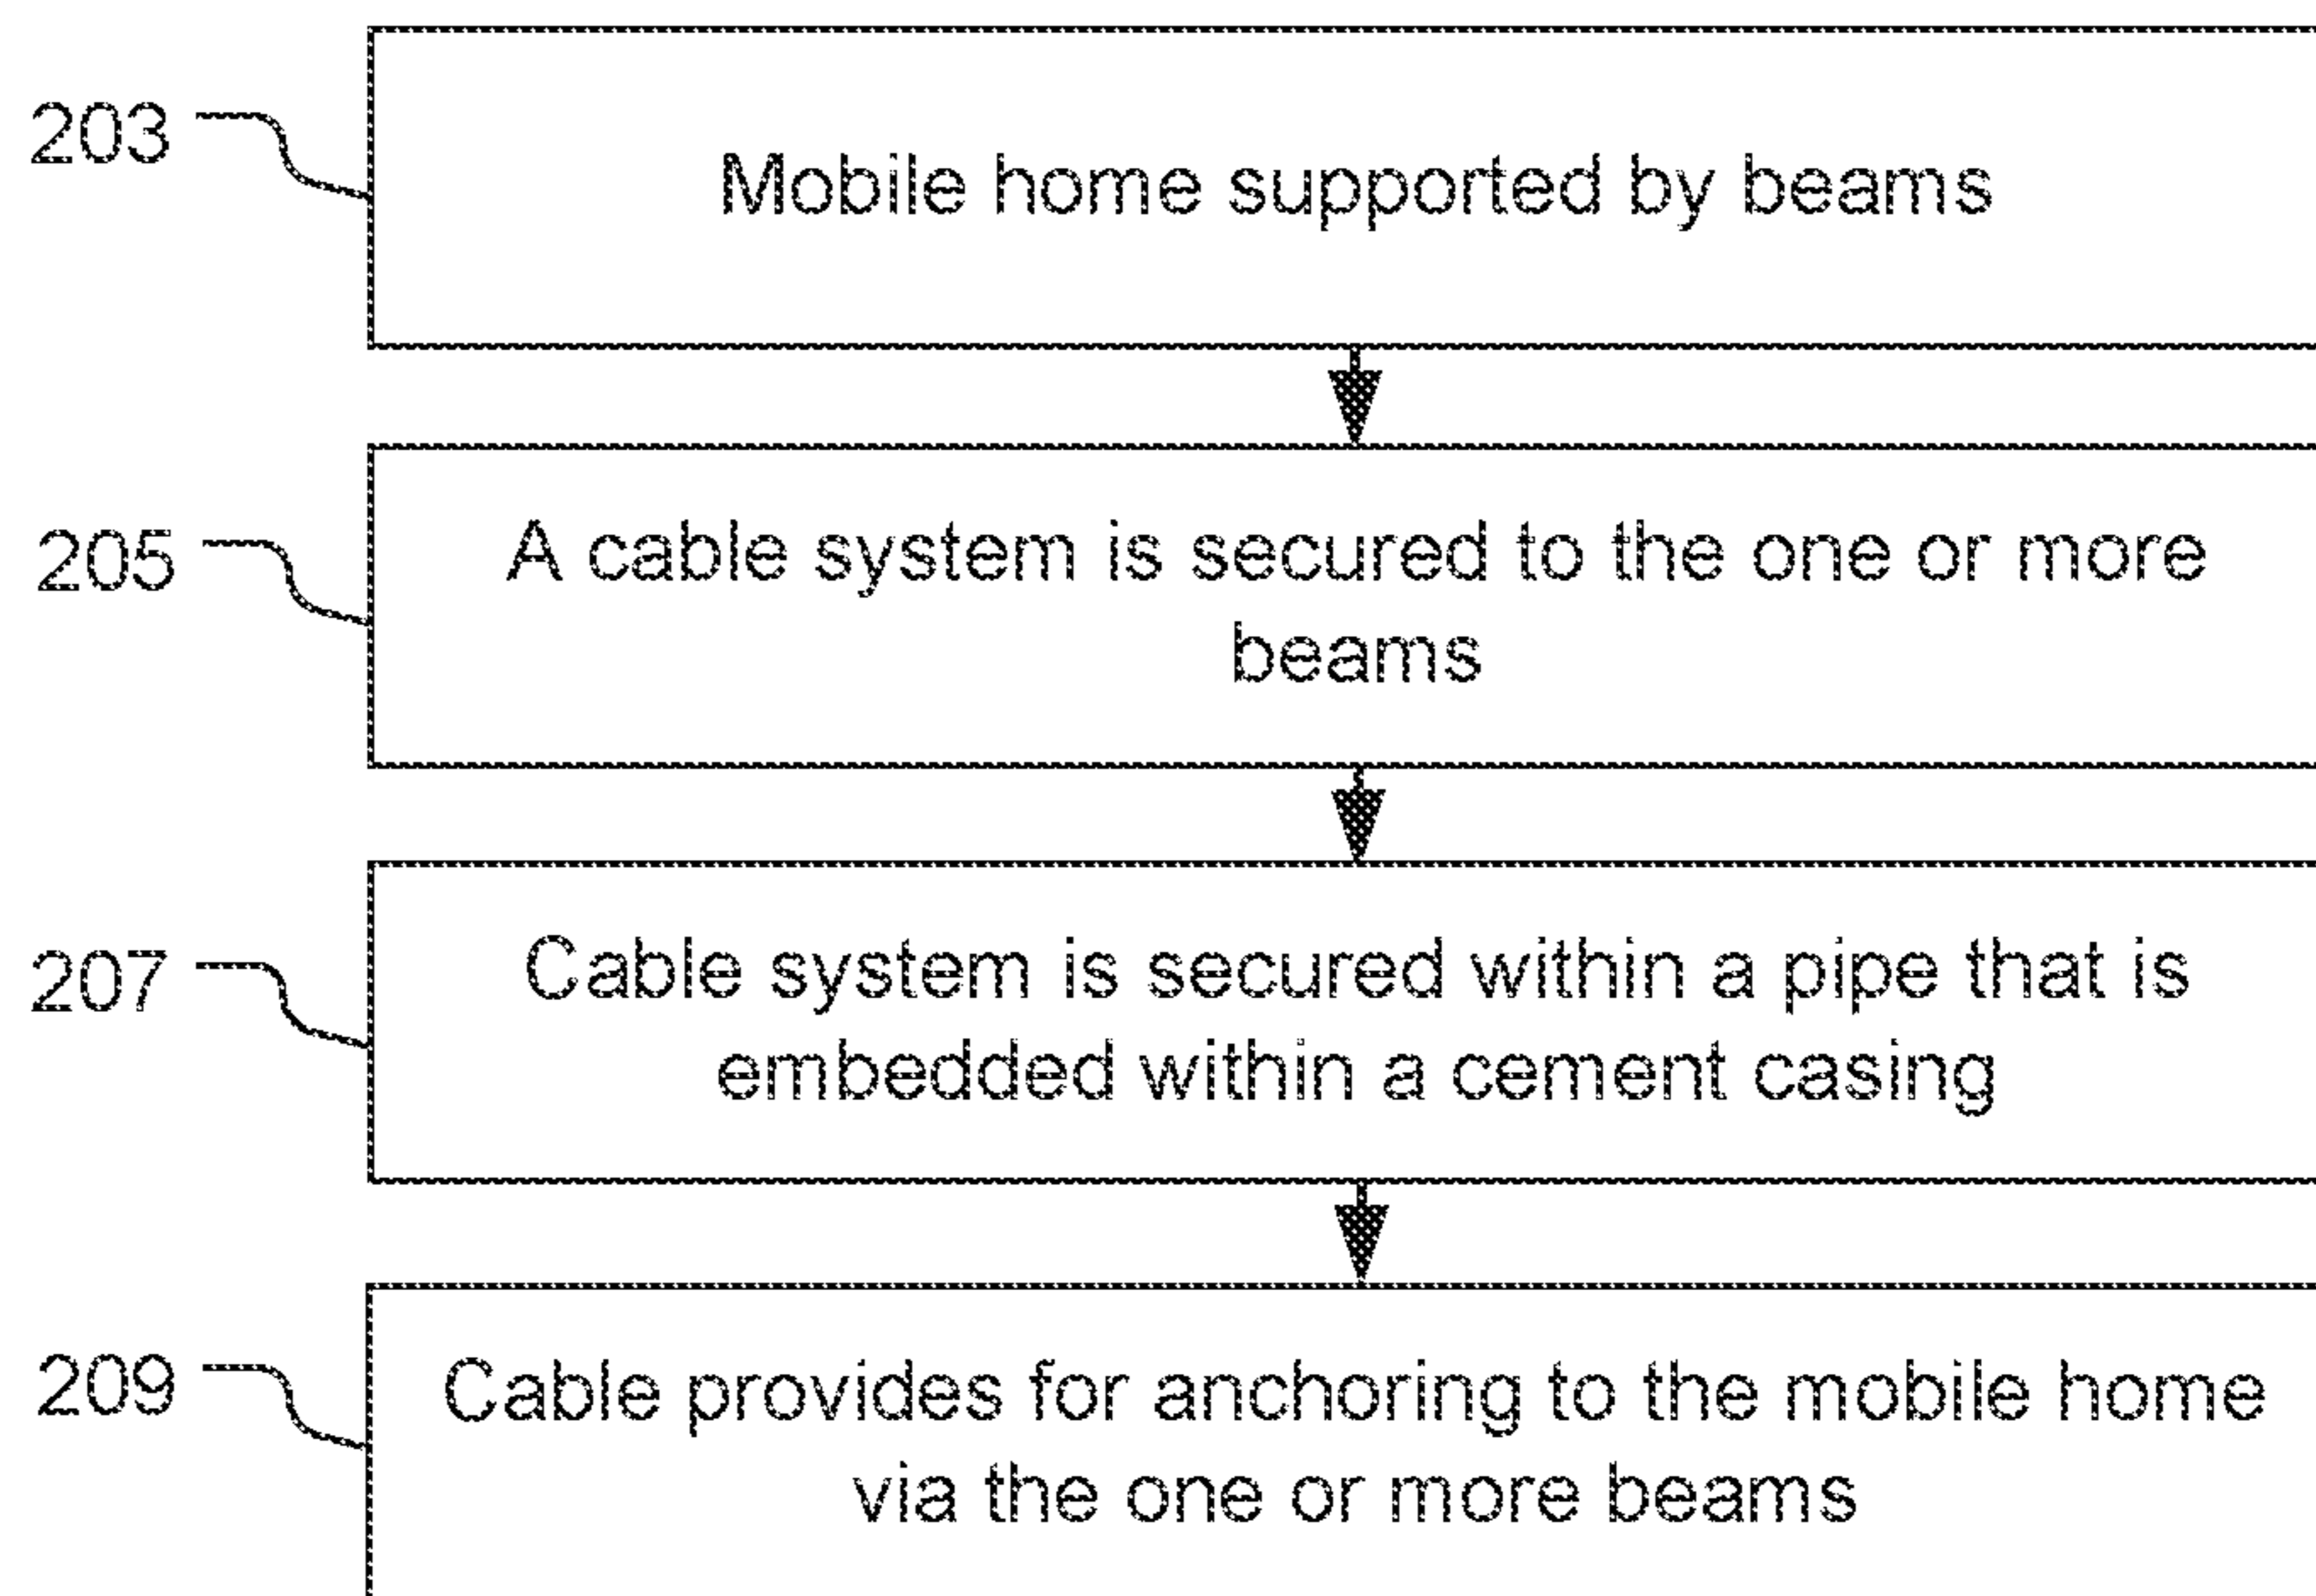 203
Mobile home supported by beams
205
A cable system is secured to the one or more
beams
207
Cable system is secured within a pipe that is
embedded within a cement casing
209
Cable provides for anchoring to the mobile home
via the one or more beams